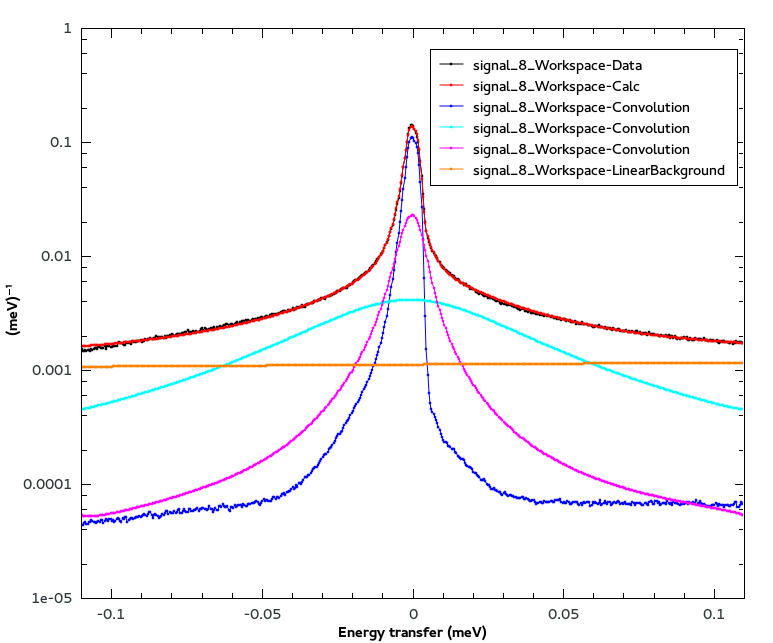 1
signal_8_Workspace-Data
signal_8_Workspace-Calc
signal_8_Workspace-Convolution
signal_8_Workspace-Convolution
signal_8_Workspace-Convolution
signal_8_Workspace-LinearBackground
0.1
0.01
(meV)⁻¹
0.001
0.0001
1e-05
-0.1 -0.05 0 0.05 0.1
Energy transfer (meV)